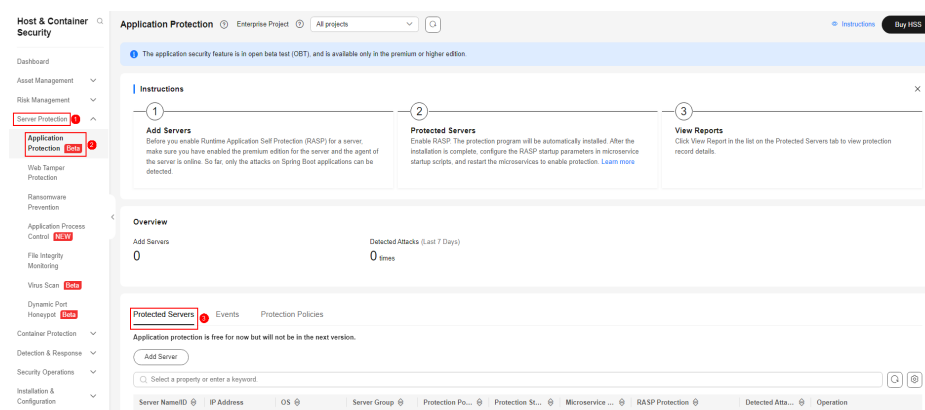 Host & Container
Security
Dashboard
Asset Management
Risk Management
Server Protection 1
Application
Protection Beta 2
Web Tamper
Protection
Ransomware
Prevention
Application Process
Control NEW
File Integrity
Monitoring
Virus Scan Beta
Dynamic Port
Honeypot Beta
Container Protection
Detection & Response
Security Operations
Installation &
Configuration
Application Protection ? Enterprise Project ? All projects
Instructions Buy HSS
The application security feature is in open beta test (OBT), and is available only in the premium or higher edition.
Instructions
1
Add Servers
Before you enable Runtime Application Self Protection (RASP) for a server,
make sure you have enabled the premium edition for the server and the agent of
the server is online. So far, only the attacks on Spring Boot applications can be
detected.
2
Protected Servers
Enable RASP. The protection program will be automatically installed. After the
installation is complete, configure the RASP startup parameters in microservice
startup scripts, and restart the microservices to enable protection. Learn more
3
View Reports
Click View Report in the list on the Protected Servers tab to view protection
record details.
Overview
Add Servers
0
Detected Attacks (Last 7 Days)
0 times
Protected Servers 3 Events Protection Policies
Application protection is free for now but will not be in the next version.
Add Server
Select a property or enter a keyword.
Server Name/ID IP Address OS Server Group Protection Po... Protection St... Microservice ... RASP Protection Detected Atta... Operation